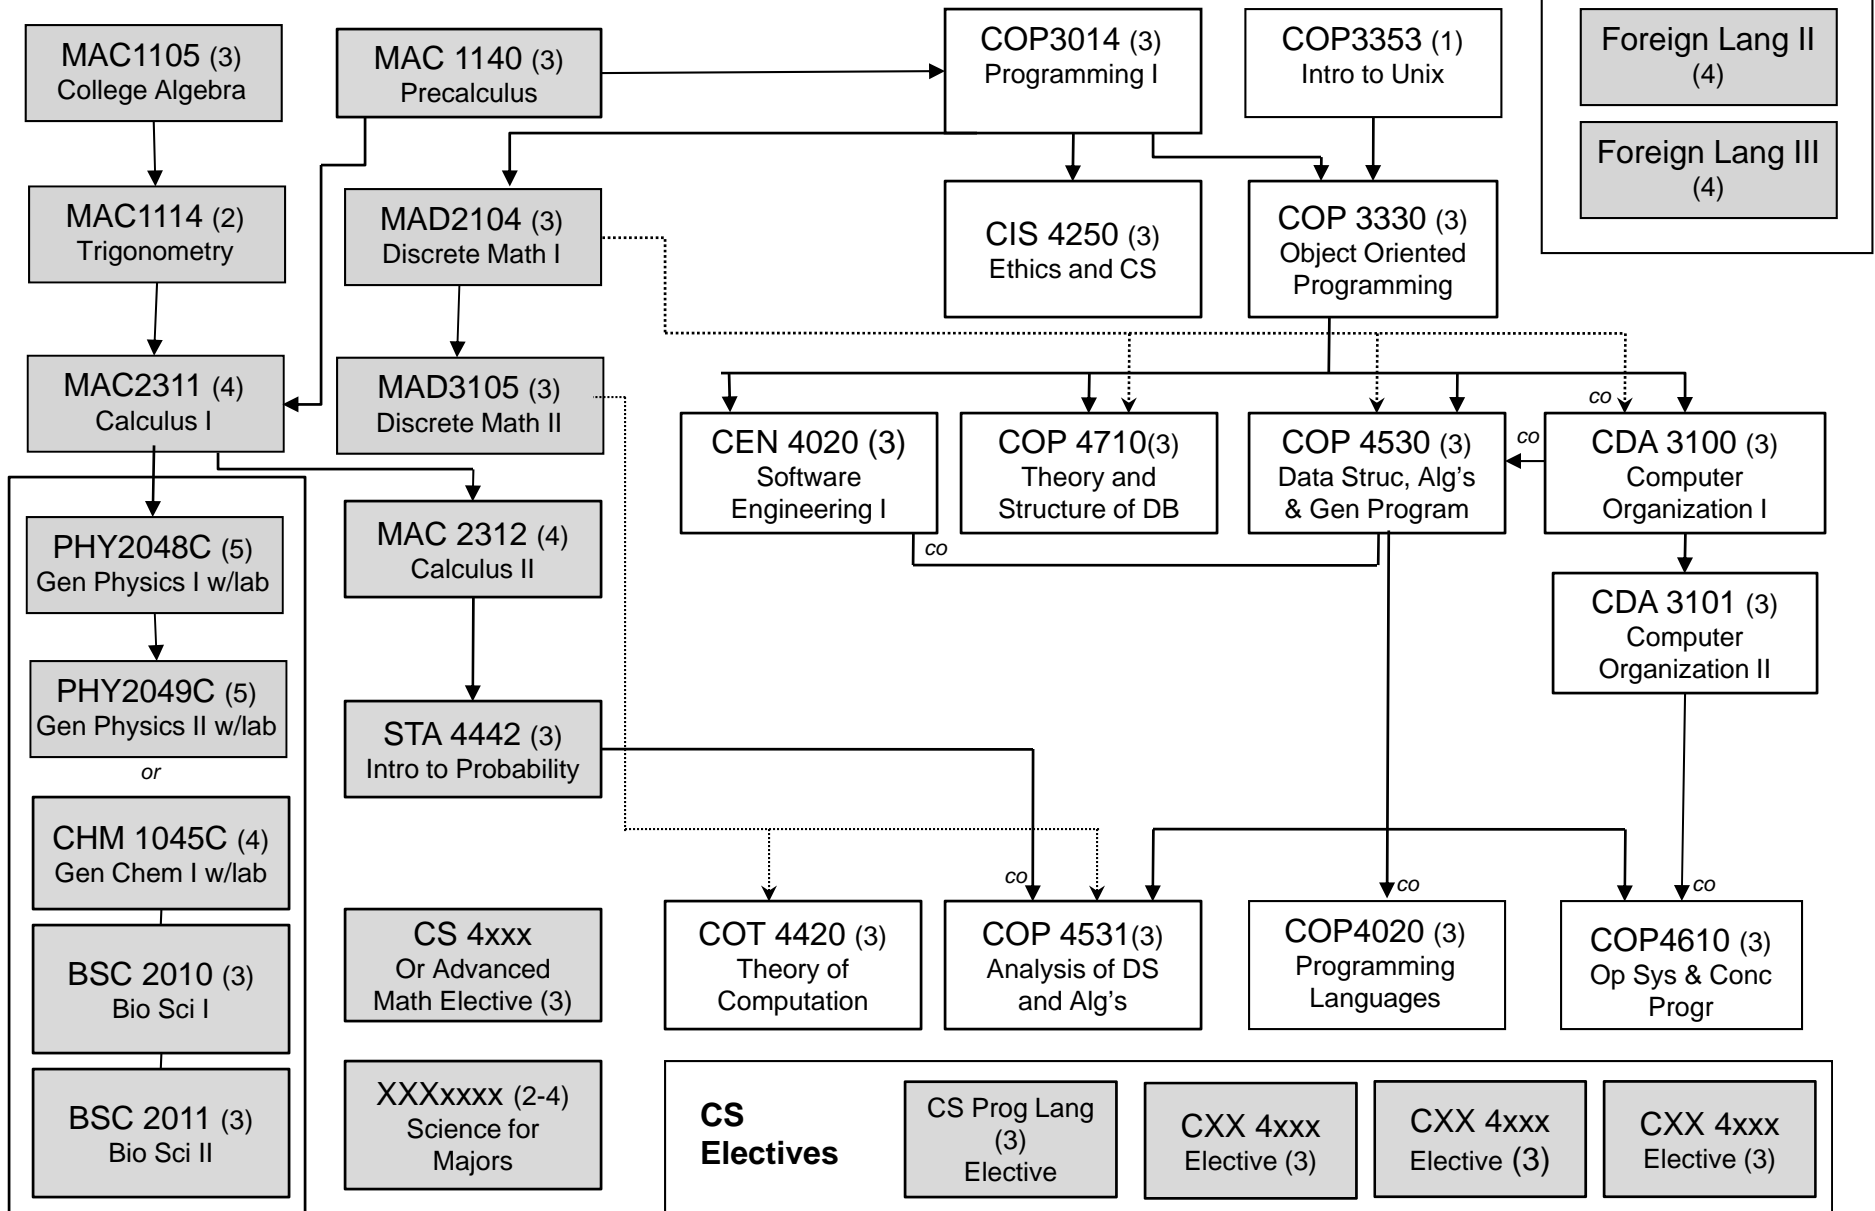 MAC1105 (3)
College Algebra
MAC 1140 (3)
Precalculus
COP3014 (3)
Programming I
COP3353 (1)
Intro to Unix
Foreign Lang II
(4)
Foreign Lang III
(4)
MAC1114 (2)
Trigonometry
MAD2104 (3)
Discrete Math I
CIS 4250 (3)
Ethics and CS
COP 3330 (3)
Object Oriented
Programming
MAC2311 (4)
Calculus I
MAD3105 (3)
Discrete Math II
CEN 4020 (3)
Software
Engineering I
COP 4710(3)
Theory and
Structure of DB
COP 4530 (3)
Data Struc, Alg's
& Gen Program
co
co
CDA 3100 (3)
Computer
Organization I
co
PHY2048C (5)
Gen Physics I w/lab
MAC 2312 (4)
Calculus II
CDA 3101 (3)
Computer
Organization II
PHY2049C (5)
Gen Physics II w/lab
or
STA 4442 (3)
Intro to Probability
CHM 1045C (4)
Gen Chem I w/lab
co
co
co
BSC 2010 (3)
Bio Sci I
CS 4xxx
Or Advanced
Math Elective (3)
COT 4420 (3)
Theory of
Computation
COP 4531(3)
Analysis of DS
and Alg's
COP4020 (3)
Programming
Languages
COP4610 (3)
Op Sys & Conc
Progr
BSC 2011 (3)
Bio Sci II
XXXxxxx (2-4)
Science for
Majors
CS
Electives
CS Prog Lang
(3)
Elective
CXX 4xxx
Elective (3)
CXX 4xxx
Elective (3)
CXX 4xxx
Elective (3)